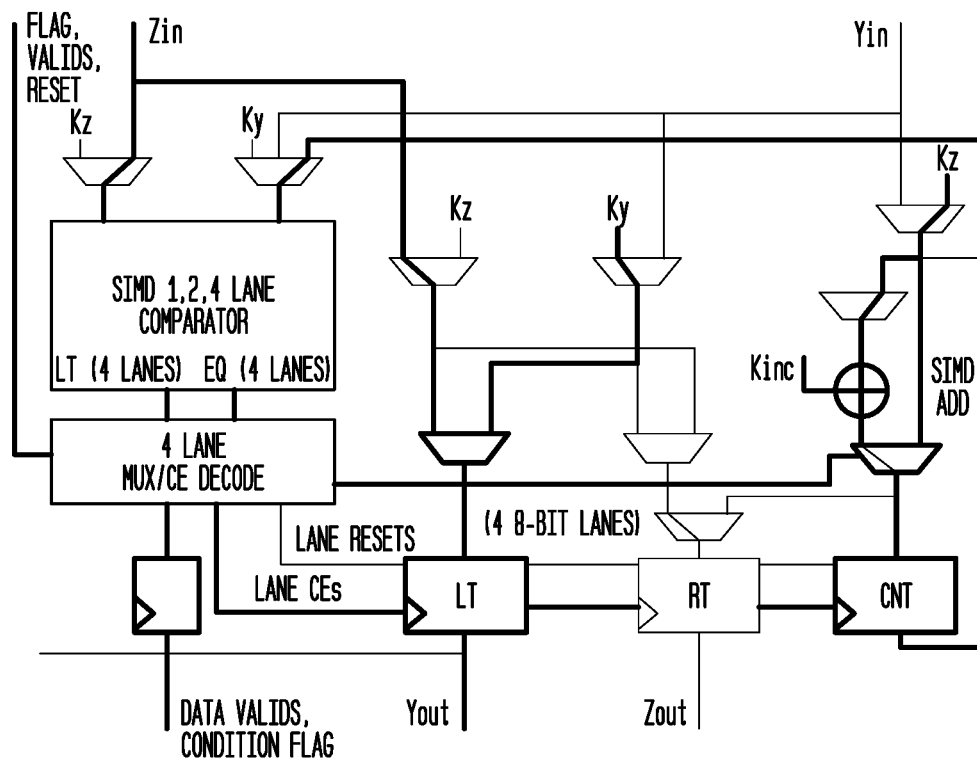 FLAG,
VALIDS,
RESET
Zin
Yin
Kz
Ky
Kz
Kz
Ky
SIMD 1,2,4 LANE
COMPARATOR
LT (4 LANES) EQ (4 LANES)
Kinc
SIMD
ADD
4 LANE
MUX/CE DECODE
(4 8-BIT LANES)
LANE RESETS
LANE CEs
LT
RT
CNT
DATA VALIDS,
CONDITION FLAG
Yout
Zout